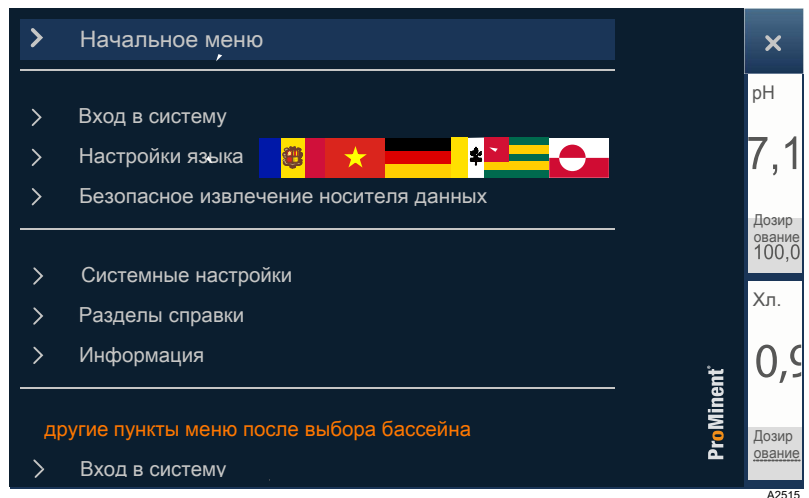 Начальное меню
Вход в систему
Настройки языка
Безопасное извлечение носителя данных
Системные настройки
Разделы справки
Информация
другие пункты меню после выбора бассейна
Вход в систему
ProMinent
pH
7,1
Дозир
ование
100,0
Хл.
0,9
Дозир
ование
A2515